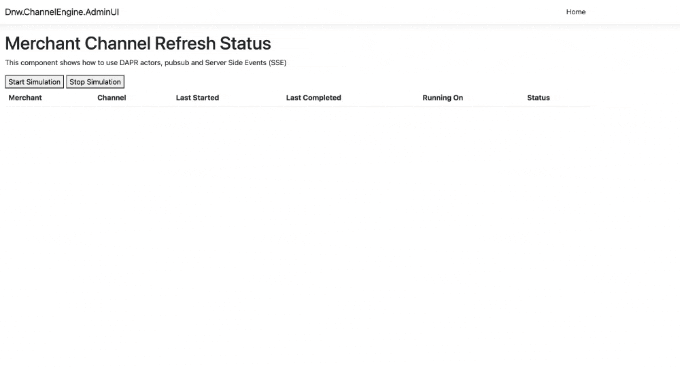 Dnw.ChannelEngine.AdminUI Home
Merchant Channel Refresh Status
This component shows how to use DAPR actors, pubsub and Server Side Events (SSE)
Start Simulation Stop Simulation
Merchant Channel Last Started Last Completed Running On Status